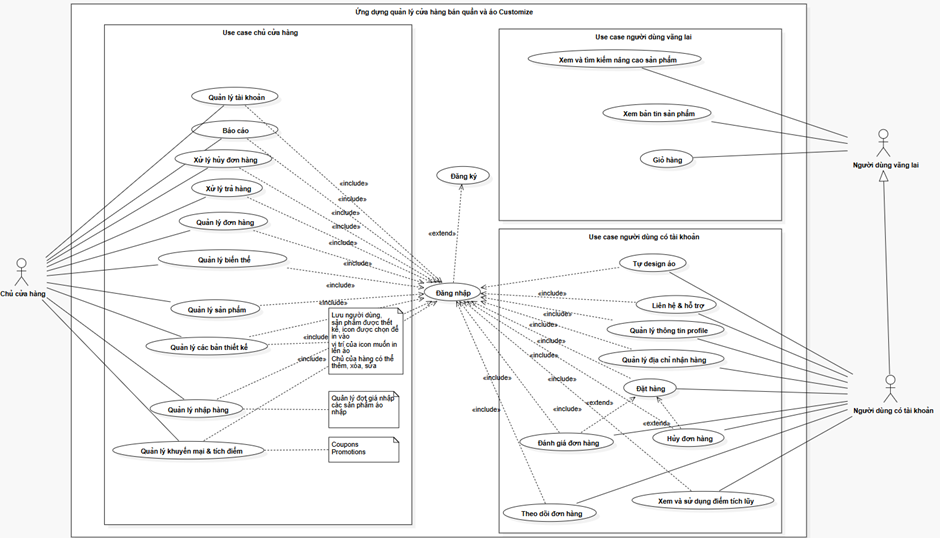 Ứng dụng quản lý cửa hàng bán quần và áo Customize
Use case chủ cửa hàng
Quản lý tài khoản
Báo cáo
Xử lý hủy đơn hàng
Xử lý trả hàng
Quản lý đơn hàng
Quản lý biến thể
Quản lý sản phẩm
Quản lý các bản thiết kế
Quản lý nhập hàng
Quản lý khuyến mại & tích điểm
Chủ cửa hàng
«include»
«include»
«include»
«include»
«include»
«include»
«include»
«include»
«include»
«include»
Lưu người dùng,
sản phẩm được thiết
kế, icon được chọn để
in vào
vị trí của icon muốn in
lên áo
Chủ của hàng có thể
thêm, xóa, sửa
Quản lý đợt giá nhập
các sản phẩm áo
nhập
Coupons
Promotions
Đăng ký
«extend»
Đăng nhập
Use case người dùng vãng lai
Xem và tìm kiếm nâng cao sản phẩm
Xem bản tin sản phẩm
Giỏ hàng
Người dùng vãng lai
Use case người dùng có tài khoản
Tự design áo
Liên hệ & hỗ trợ
Quản lý thông tin profile
Quản lý địa chỉ nhận hàng
Đặt hàng
Đánh giá đơn hàng
Hủy đơn hàng
Xem và sử dụng điểm tích lũy
Theo dõi đơn hàng
«include»
«include»
«include»
«include»
«include»
«include»
«include»
«include»
«include»
«extend»
«extend»
Người dùng có tài khoản